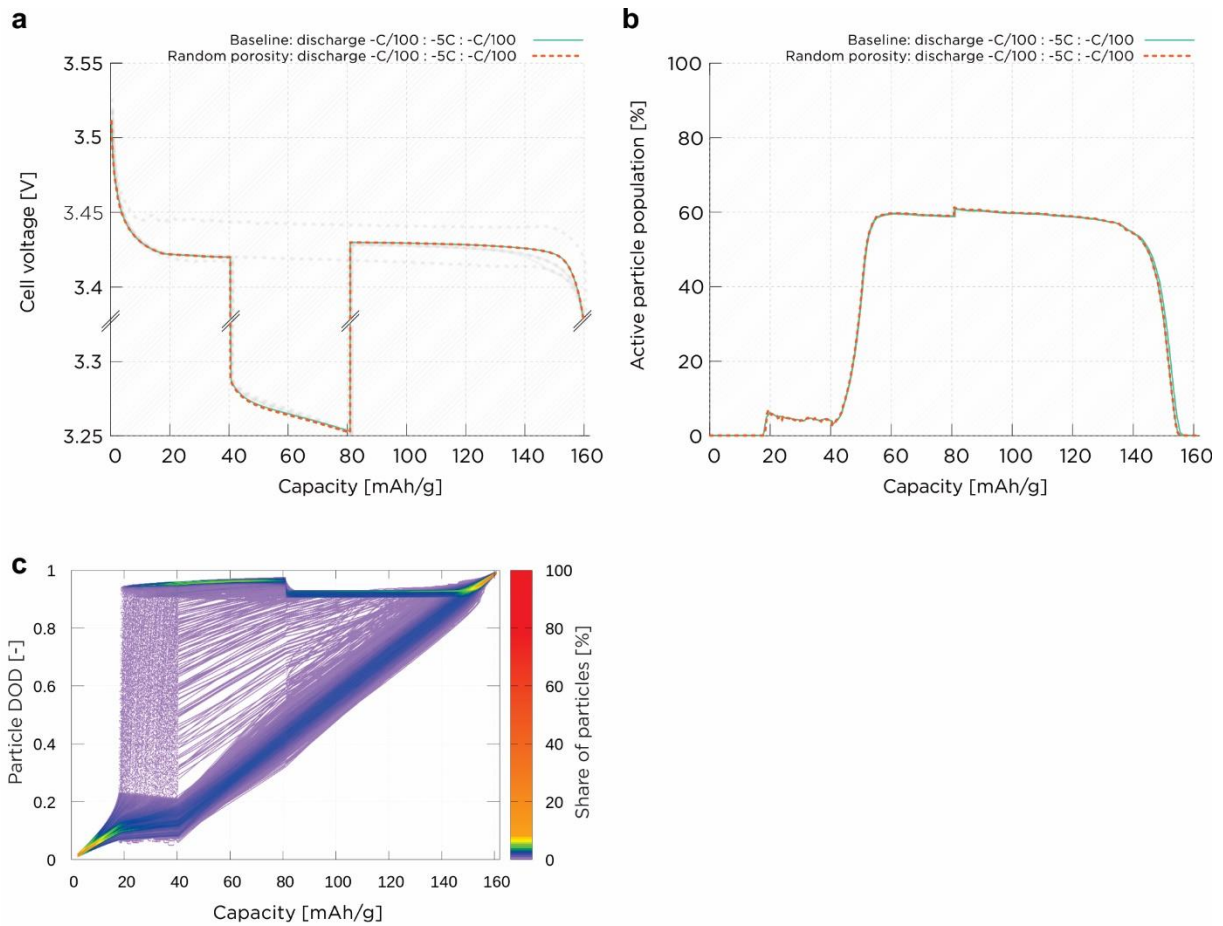 a
Baseline: discharge -C/100 : -5C : -C/100
Random porosity: discharge -C/100 : -5C : -C/100
3.55
3.5
3.45
3.4
3.3
3.25
Cell voltage [V]
0 20 40 60 80 100 120 140 160
Capacity [mAh/g]
b
Baseline: discharge -C/100 : -5C : -C/100
Random porosity: discharge -C/100 : -5C : -C/100
100
80
60
40
20
0
Active particle population [%]
0 20 40 60 80 100 120 140 160
Capacity [mAh/g]
c
1
0.8
0.6
0.4
0.2
0
Particle DOD [-]
0 20 40 60 80 100 120 140 160
Capacity [mAh/g]
100
80
60
40
20
0
Share of particles [%]